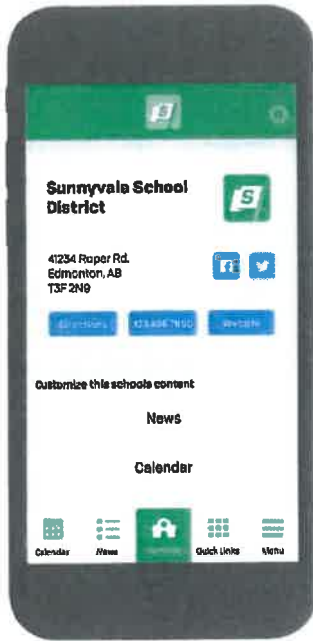 S
Sunnyvale School
District
S
41234 Roper Rd.
Edmonton, AB
T3F 2N9
Directions
Website
Customize this schools content
News
Calendar
Calendar News Quick Links Menu